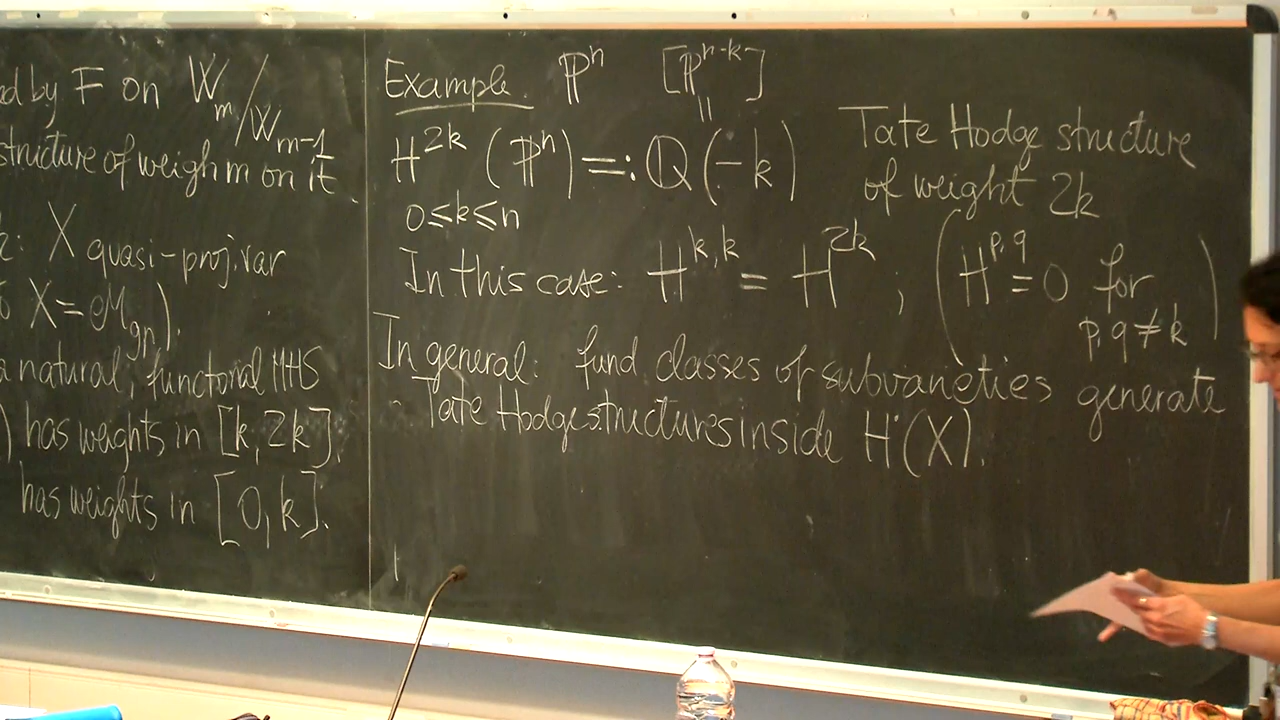 ed by F on W_m/W_{m-1}
structure of weigh m on it.
: X quasi-proj. var
X = M_{gn}).
a natural, functorial MHS
) has weights in [k, 2k].
has weights in [0, k].
Example. ℙ^n [ℙ^{n-k}]
||
H^{2k} (ℙ^n) =: ℚ(-k)
0≤k≤n
Tate Hodge structure
of weight 2k
In this case: H^{k,k} = H^{2k} ; (H^{p,q} = 0 for
p,q ≠ k)
In general: fund. classes of subvarieties generate
Tate Hodge structures inside H^•(X).